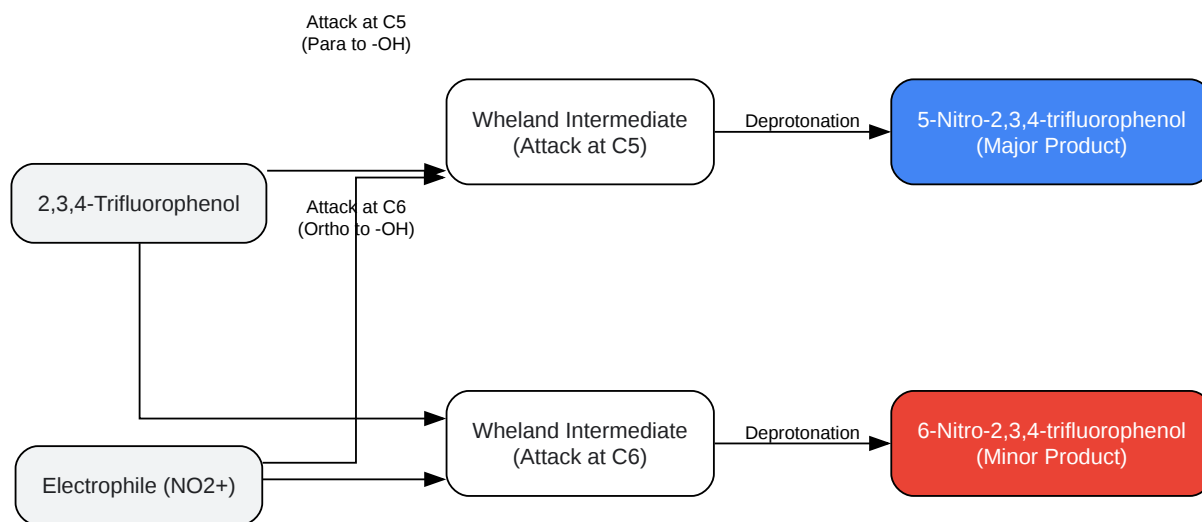 Attack at C5
(Para to -OH)
Wheland Intermediate
(Attack at C5)
Deprotonation
5-Nitro-2,3,4-trifluorophenol
(Major Product)
2,3,4-Trifluorophenol
Attack at C6
(Ortho to -OH)
Wheland Intermediate
(Attack at C6)
Deprotonation
6-Nitro-2,3,4-trifluorophenol
(Minor Product)
Electrophile (NO2+)